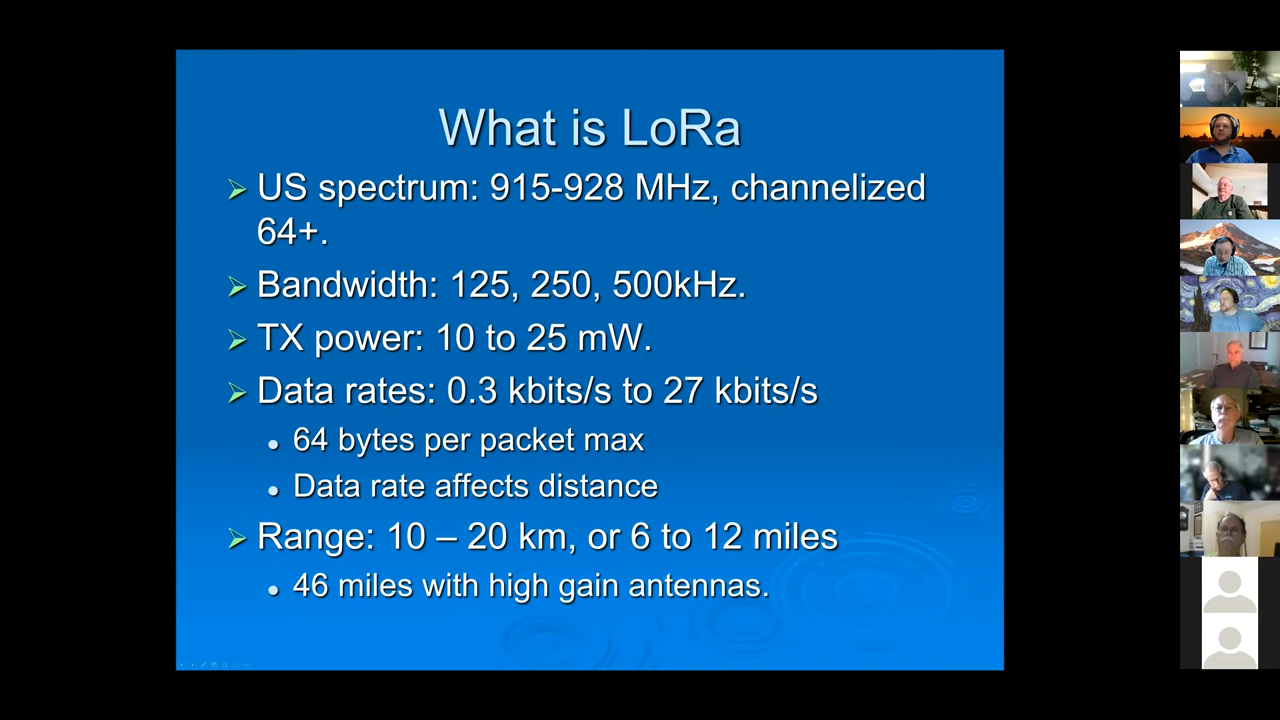 What is LoRa
US spectrum: 915-928 MHz, channelized
64+.
Bandwidth: 125, 250, 500kHz.
TX power: 10 to 25 mW.
Data rates: 0.3 kbits/s to 27 kbits/s
64 bytes per packet max
Data rate affects distance
Range: 10 – 20 km, or 6 to 12 miles
46 miles with high gain antennas.